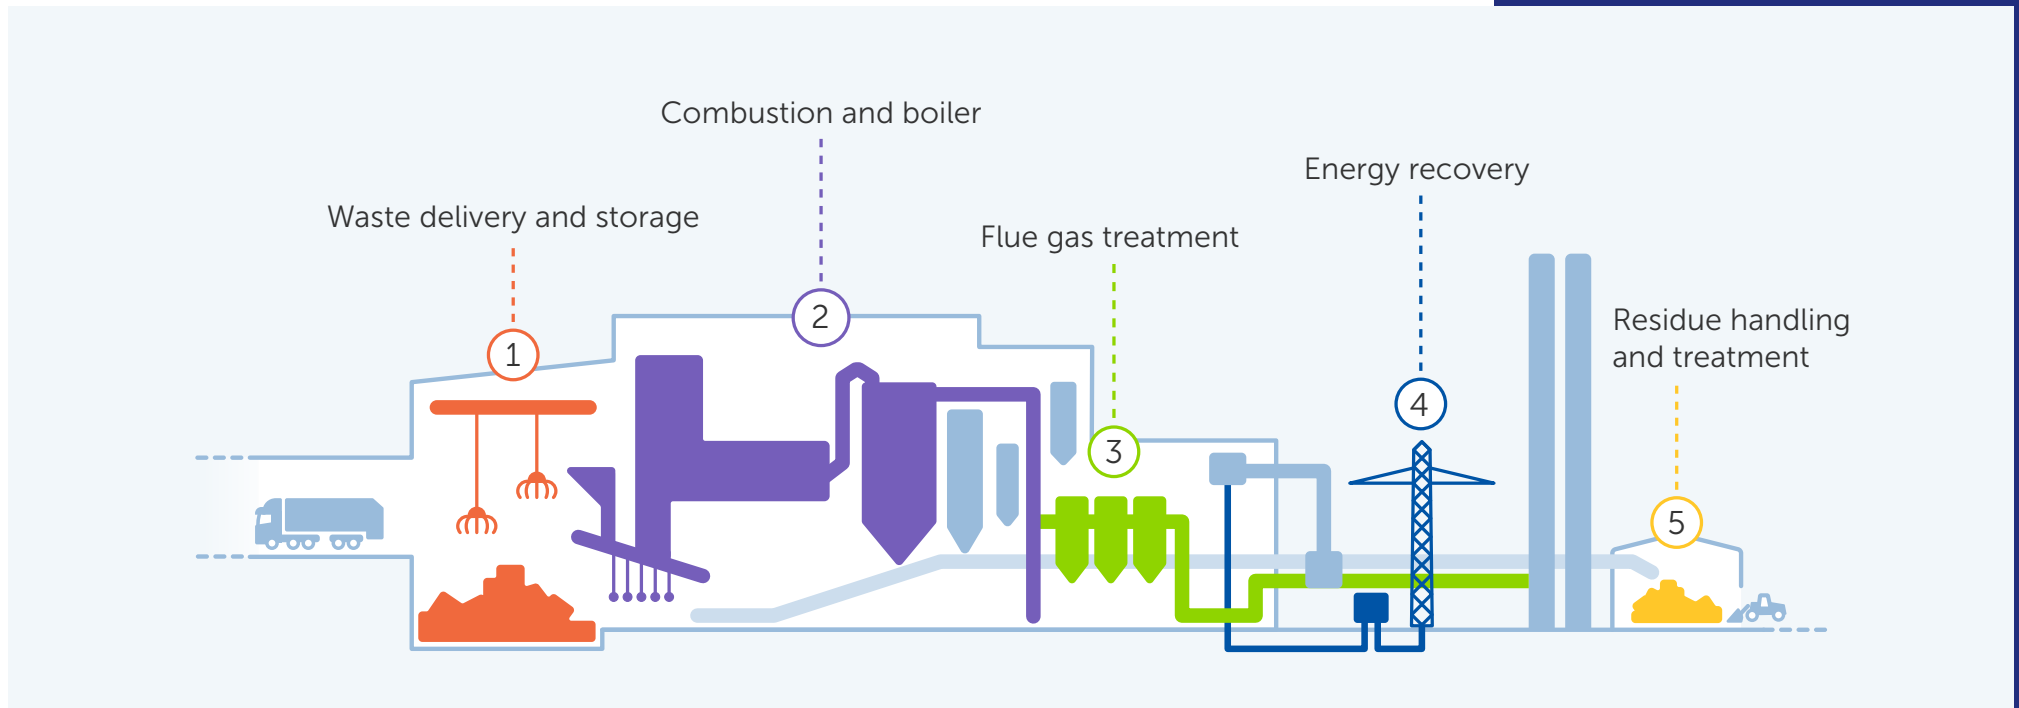 Combustion and boiler
Energy recovery
Waste delivery and storage
Flue gas treatment
Residue handling
and treatment
1
2
3
4
5